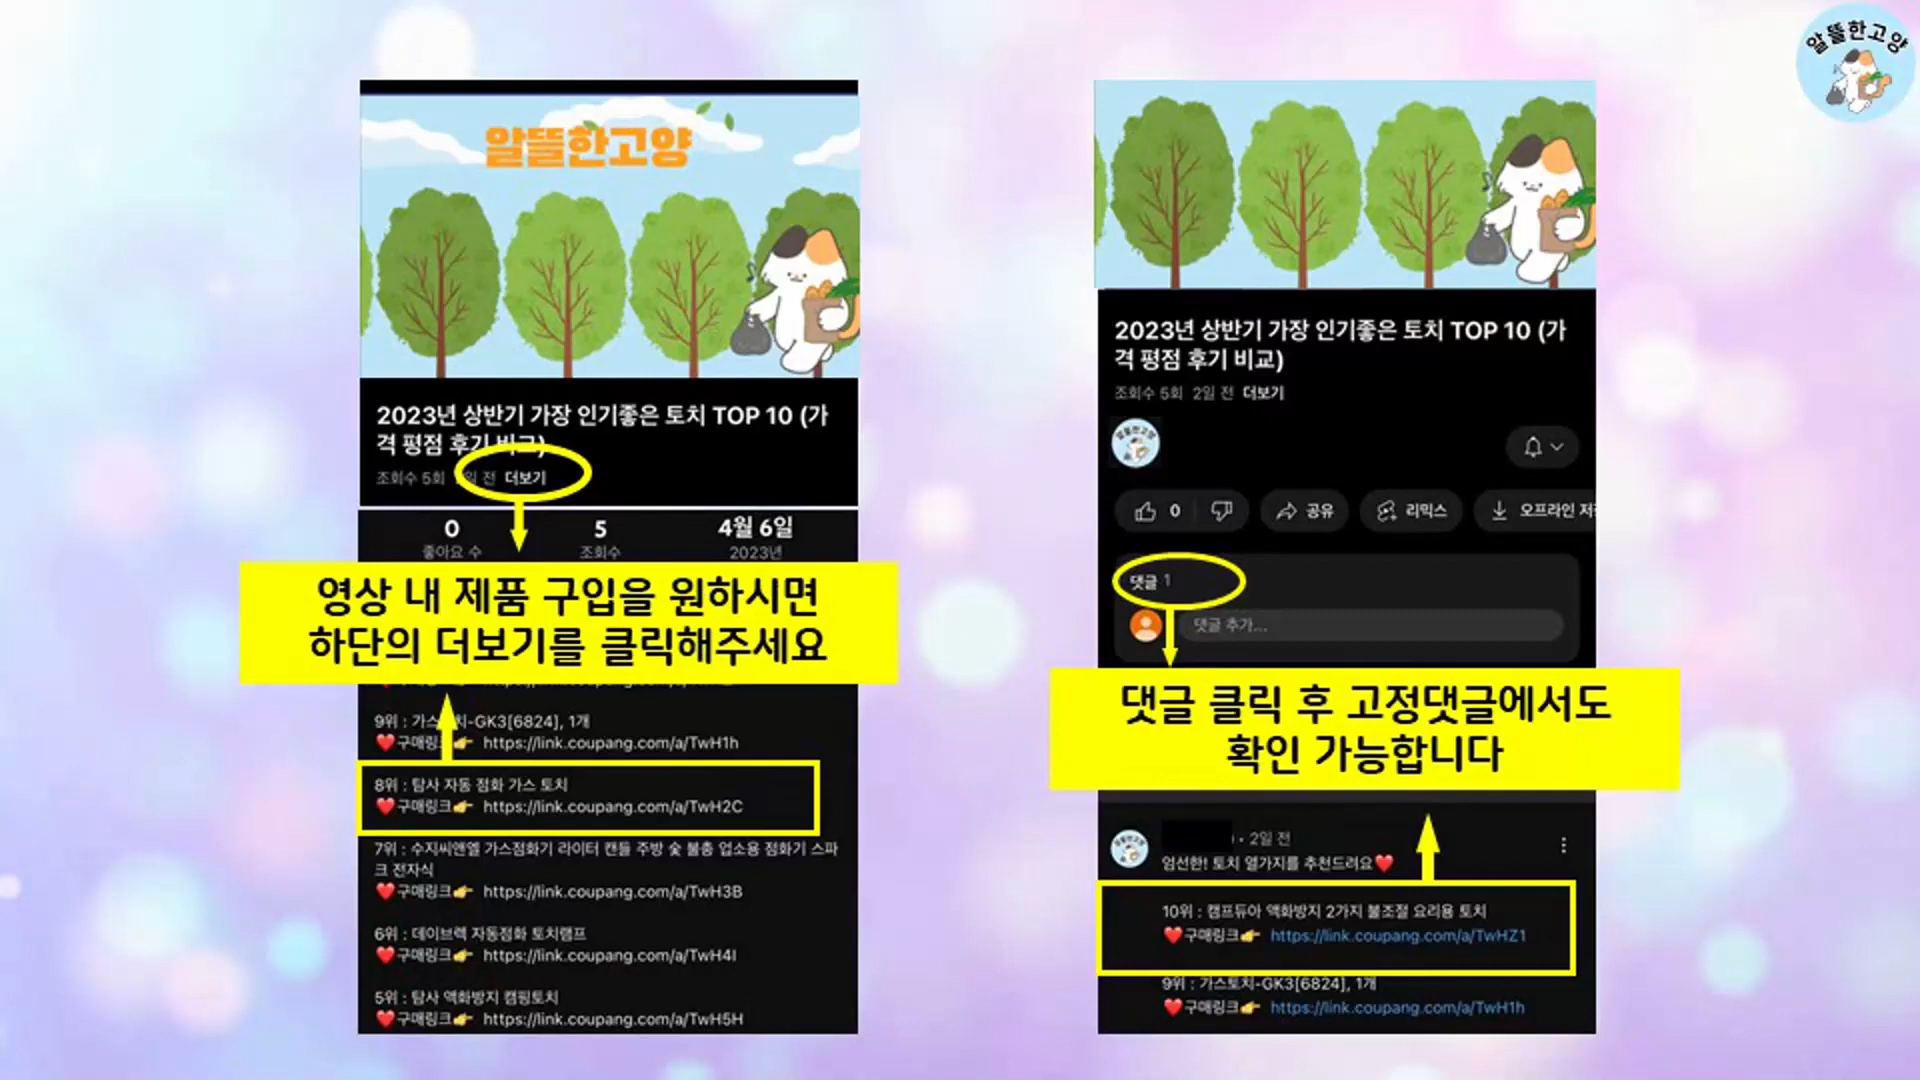 알뜰한고양
알뜰한고양
2023년 상반기 가장 인기좋은 토치 TOP 10 (가
격 평점 후기 비교)
조회수 5회 일 전 더보기
0
좋아요 수
5
조회수
4월 6일
2023년
영상 내 제품 구입을 원하시면
하단의 더보기를 클릭해주세요
9위 : 가스토치-GK3[6824], 1개
❤️구매링크👉 https://link.coupang.com/a/TwH1h
8위 : 탐사 자동 점화 가스 토치
❤️구매링크👉 https://link.coupang.com/a/TwH2C
7위 : 수지씨앤엘 가스점화기 라이터 캔들 주방 숯 불총 업소용 점화기 스파
크 전자식
❤️구매링크👉 https://link.coupang.com/a/TwH3B
6위 : 데이브렉 자동점화 토치램프
❤️구매링크👉 https://link.coupang.com/a/TwH4I
5위 : 탐사 액화방지 캠핑토치
❤️구매링크👉 https://link.coupang.com/a/TwH5H
2023년 상반기 가장 인기좋은 토치 TOP 10 (가
격 평점 후기 비교)
조회수 5회 2일 전 더보기
알뜰한고양
0
공유
리믹스
오프라인 저
댓글 1
댓글 추가...
댓글 클릭 후 고정댓글에서도
확인 가능합니다
알뜰한고양
• 2일 전
엄선한! 토치 열가지를 추천드려요❤️
10위 : 캠프듀아 액화방지 2가지 불조절 요리용 토치
❤️구매링크👉 https://link.coupang.com/a/TwHZ1
9위 : 가스토치-GK3[6824], 1개
❤️구매링크👉 https://link.coupang.com/a/TwH1h